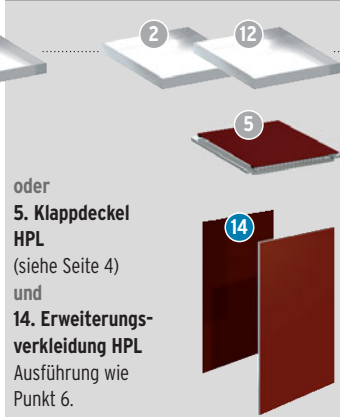 2
12
5
oder
5. Klappdeckel
HPL
(siehe Seite 4)
und
14. Erweiterungs-
verkleidung HPL
Ausführung wie
Punkt 6.
14